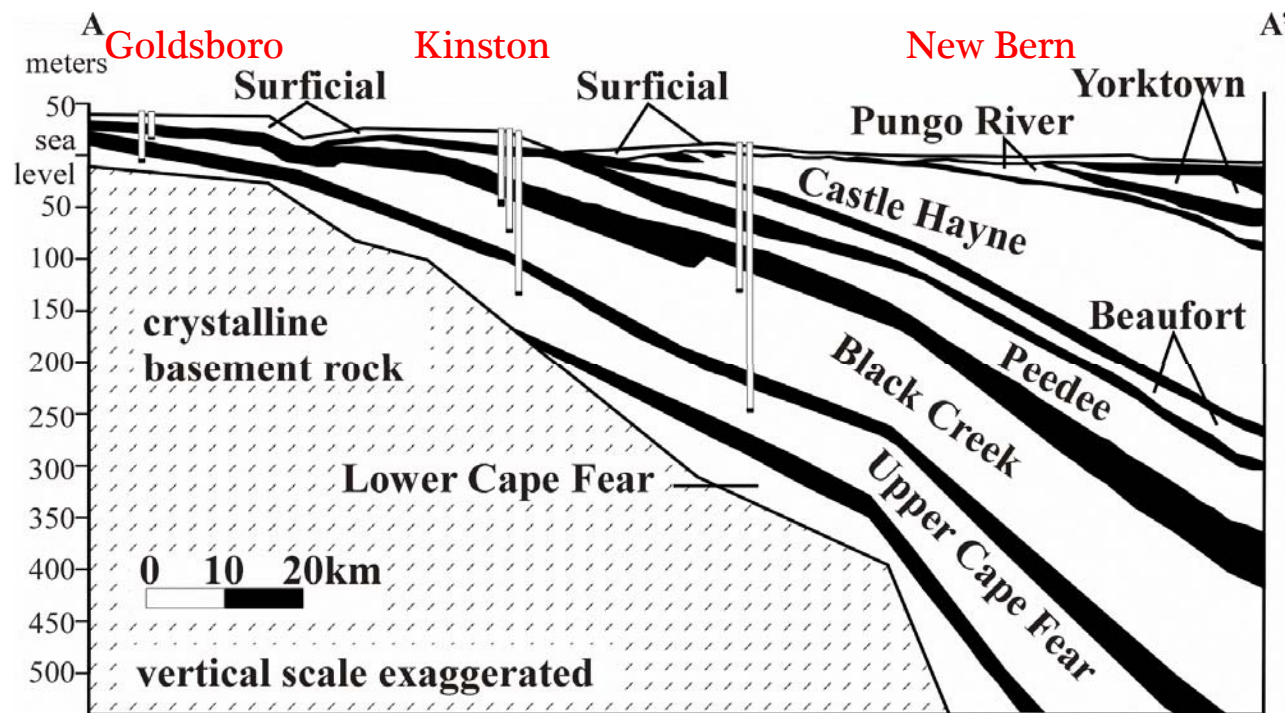 A
A'
Goldsboro
Kinston
New Bern
meters
Surficial
Surficial
Yorktown
50
Pungo River
sea
level
Castle Hayne
50
100
150
crystalline
basement rock
Beaufort
Peedee
200
Black Creek
250
300
Lower Cape Fear
Upper Cape Fear
350
400
0 10 20km
450
500
vertical scale exaggerated